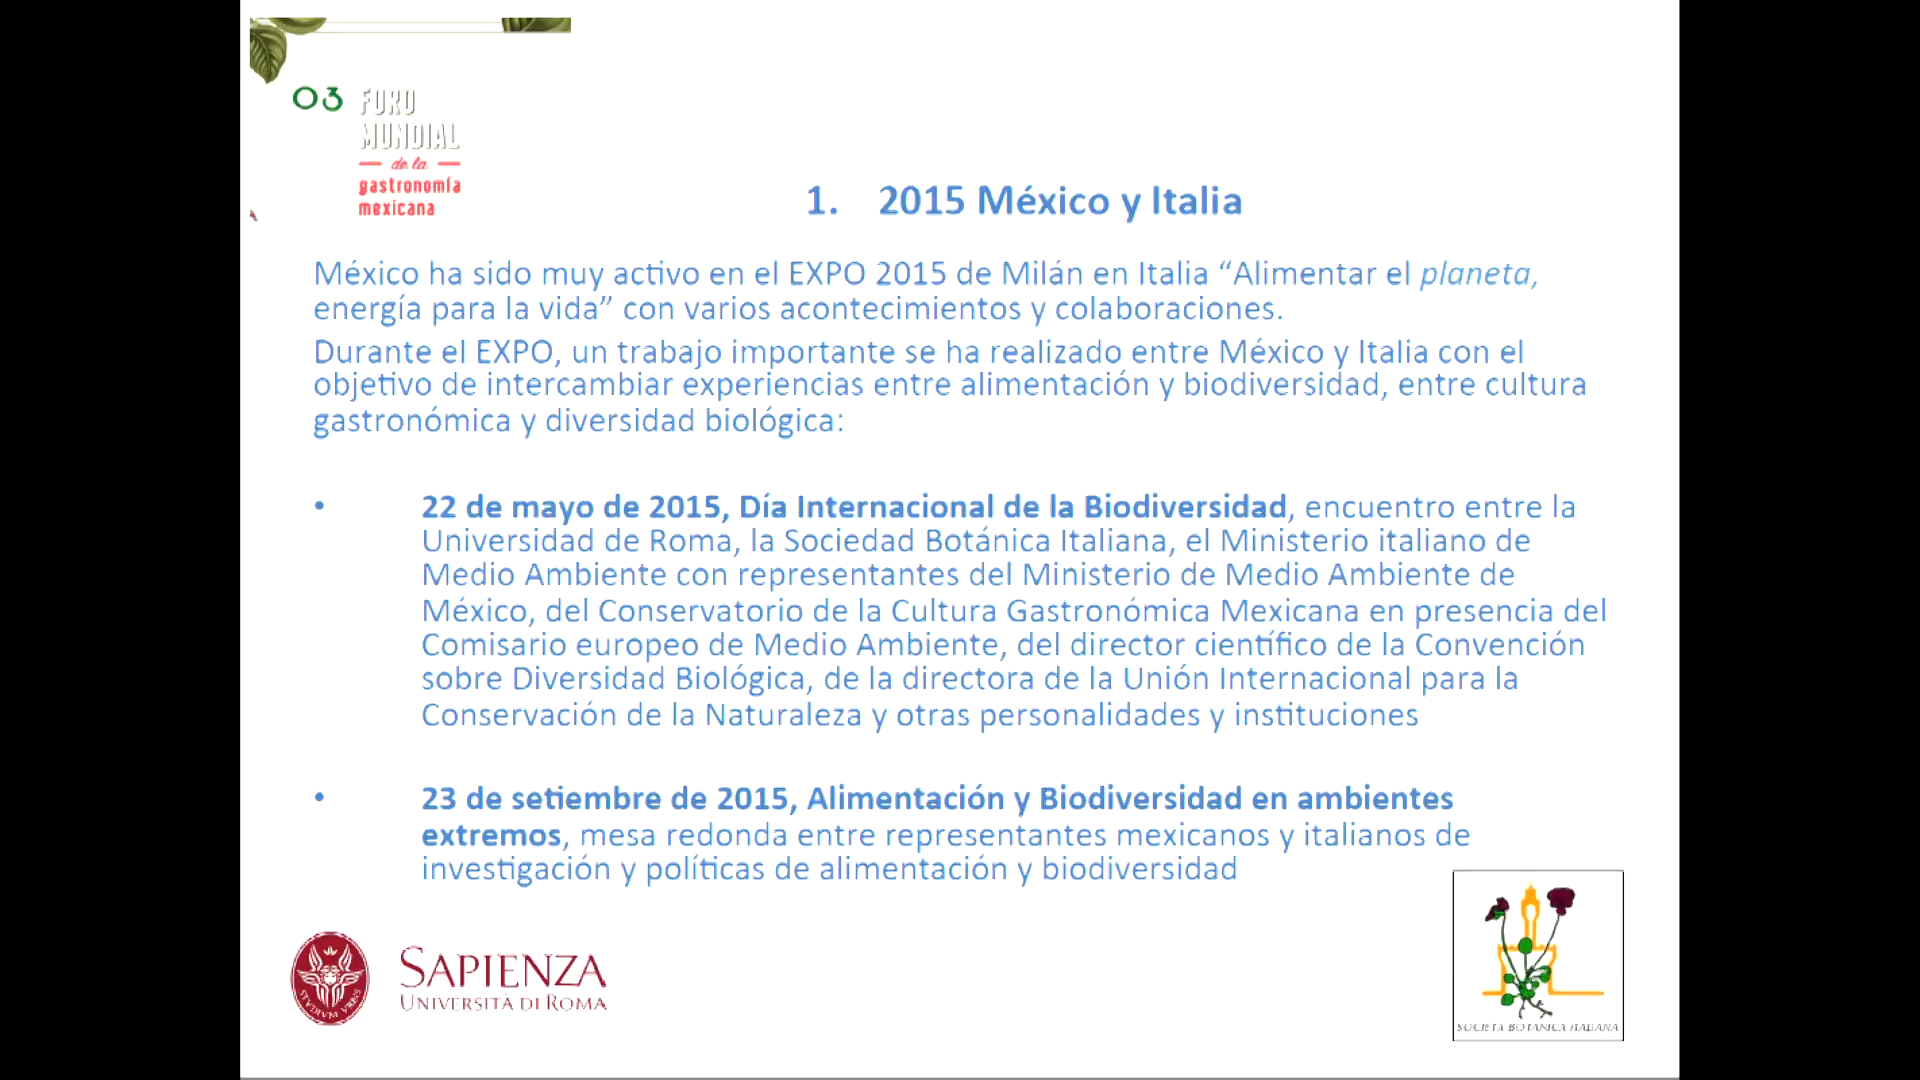 03 FORO
MUNDIAL
de la
gastronomía
mexicana
1. 2015 México y Italia
México ha sido muy activo en el EXPO 2015 de Milán en Italia “Alimentar el planeta,
energía para la vida” con varios acontecimientos y colaboraciones.
Durante el EXPO, un trabajo importante se ha realizado entre México y Italia con el
objetivo de intercambiar experiencias entre alimentación y biodiversidad, entre cultura
gastronómica y diversidad biológica:
• 22 de mayo de 2015, Día Internacional de la Biodiversidad, encuentro entre la
Universidad de Roma, la Sociedad Botánica Italiana, el Ministerio italiano de
Medio Ambiente con representantes del Ministerio de Medio Ambiente de
México, del Conservatorio de la Cultura Gastronómica Mexicana en presencia del
Comisario europeo de Medio Ambiente, del director científico de la Convención
sobre Diversidad Biológica, de la directora de la Unión Internacional para la
Conservación de la Naturaleza y otras personalidades y instituciones
• 23 de setiembre de 2015, Alimentación y Biodiversidad en ambientes
extremos, mesa redonda entre representantes mexicanos y italianos de
investigación y políticas de alimentación y biodiversidad
STUDIUM URBIS
SAPIENZA
UNIVERSITÀ DI ROMA
SOCIETÀ BOTANICA ITALIANA